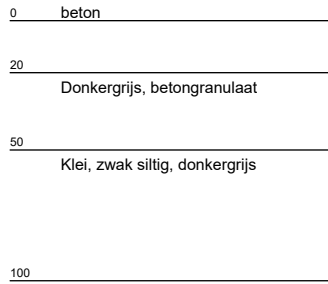 0 beton
20
Donkergrijs, betongranulaat
50
Klei, zwak siltig, donkergrijs
100